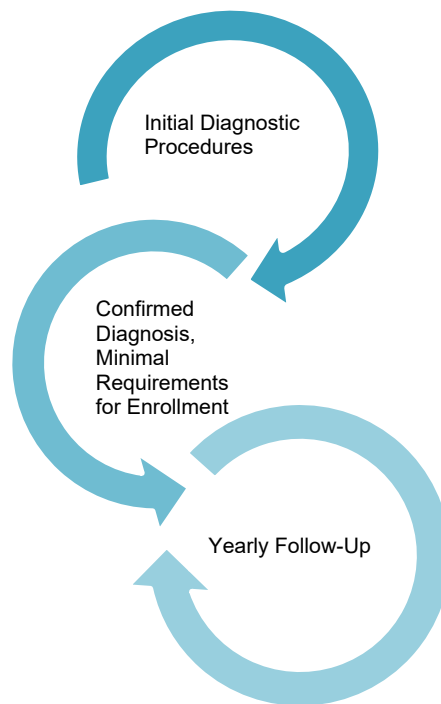 Initial Diagnostic
Procedures
Confirmed
Diagnosis,
Minimal
Requirements
for Enrollment
Yearly Follow-Up